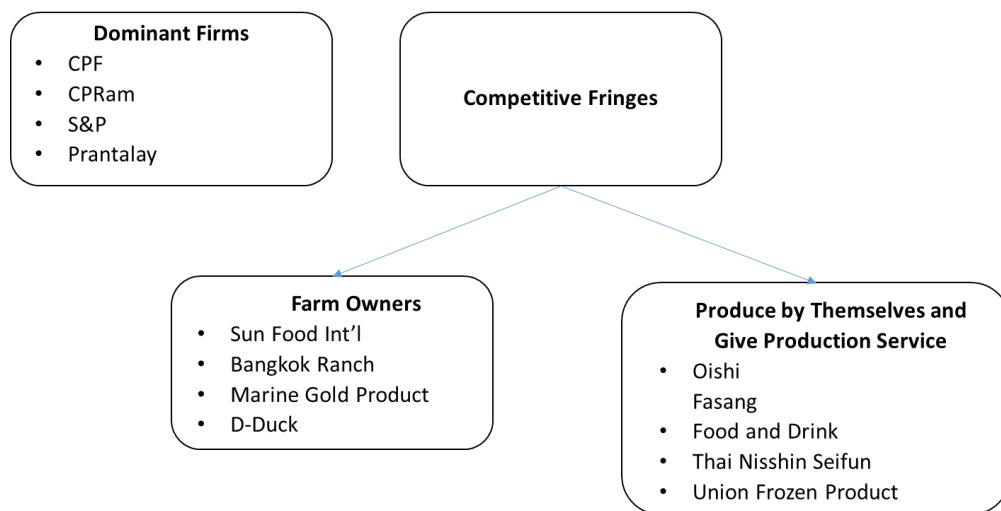 Dominant Firms
• CPF
• CPRam
• S&P
• Prantalay
Competitive Fringes
Farm Owners
• Sun Food Int’l
• Bangkok Ranch
• Marine Gold Product
• D-Duck
Produce by Themselves and
Give Production Service
• Oishi
Fasang
• Food and Drink
• Thai Nisshin Seifun
• Union Frozen Product